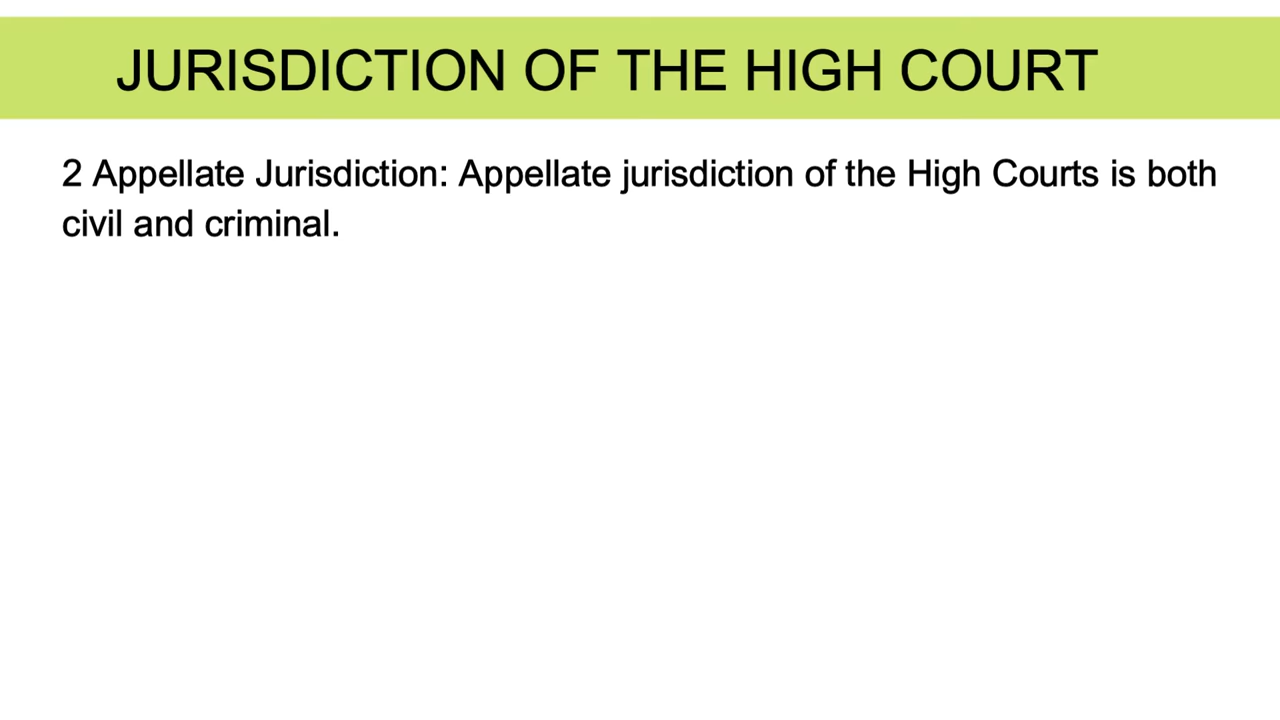 JURISDICTION OF THE HIGH COURT
2 Appellate Jurisdiction: Appellate jurisdiction of the High Courts is both
civil and criminal.